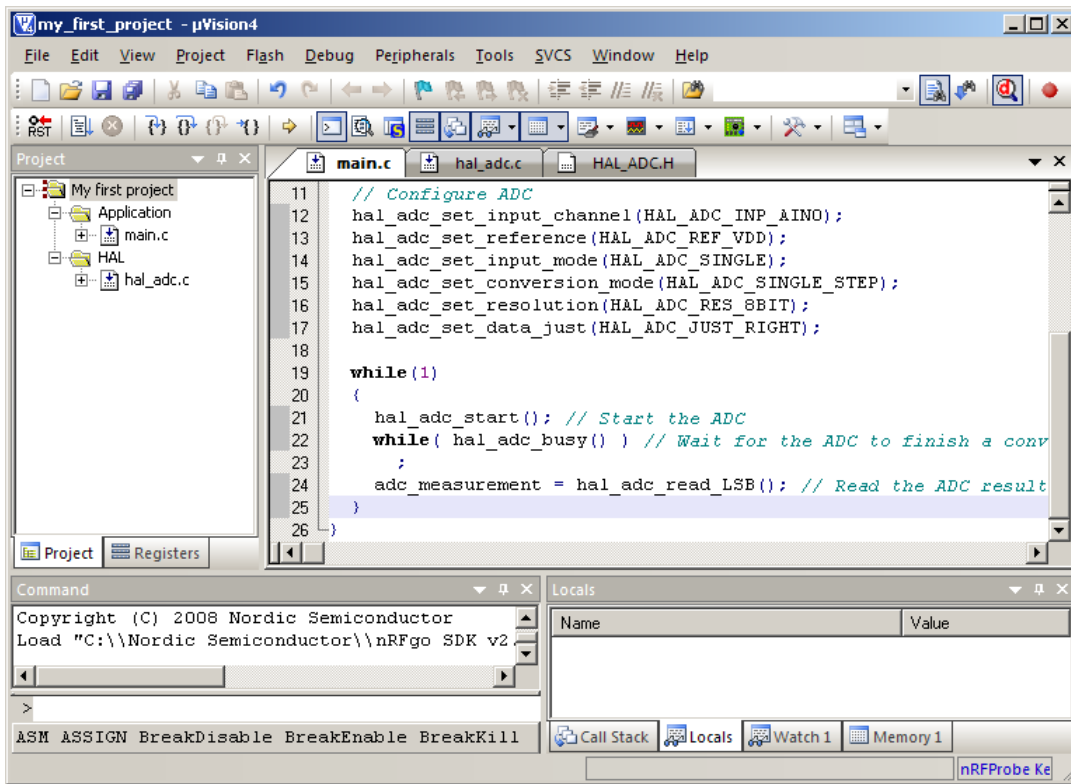 my_first_project - µVision4
File Edit View Project Flash Debug Peripherals Tools SVCS Window Help
RST
Project
My first project
Application
main.c
HAL
hal_adc.c
Project Registers
main.c hal_adc.c HAL_ADC.H
11 // Configure ADC
12 hal_adc_set_input_channel(HAL_ADC_INP_AIN0);
13 hal_adc_set_reference(HAL_ADC_REF_VDD);
14 hal_adc_set_input_mode(HAL_ADC_SINGLE);
15 hal_adc_set_conversion_mode(HAL_ADC_SINGLE_STEP);
16 hal_adc_set_resolution(HAL_ADC_RES_8BIT);
17 hal_adc_set_data_just(HAL_ADC_JUST_RIGHT);
18
19 while(1)
20 {
21 hal_adc_start(); // Start the ADC
22 while( hal_adc_busy() ) // Wait for the ADC to finish a conv
23 ;
24 adc_measurement = hal_adc_read_LSB(); // Read the ADC result
25 }
26 }
Command
Copyright (C) 2008 Nordic Semiconductor
Load "C:\\Nordic Semiconductor\\nRFgo SDK v2.
>
ASM ASSIGN BreakDisable BreakEnable BreakKill
Locals
Name Value
Call Stack Locals Watch 1 Memory 1
nRFProbe Ke